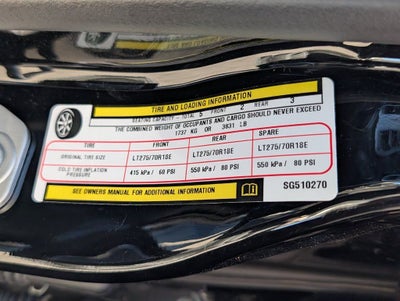 TIRE AND LOADING INFORMATION
SEATING CAPACITY - TOTAL 5 FRONT 2 REAR 3
THE COMBINED WEIGHT OF OCCUPANTS AND CARGO SHOULD NEVER EXCEED
1737 KG OR 3831 LB
TIRE FRONT REAR SPARE
ORIGINAL TIRE SIZE LT275/70R18E LT275/70R18E LT275/70R18E
COLD TIRE INFLATION PRESSURE 415 kPa / 60 PSI 550 kPa / 80 PSI 550 kPa / 80 PSI
SEE OWNERS MANUAL FOR ADDITIONAL INFORMATION
SG510270